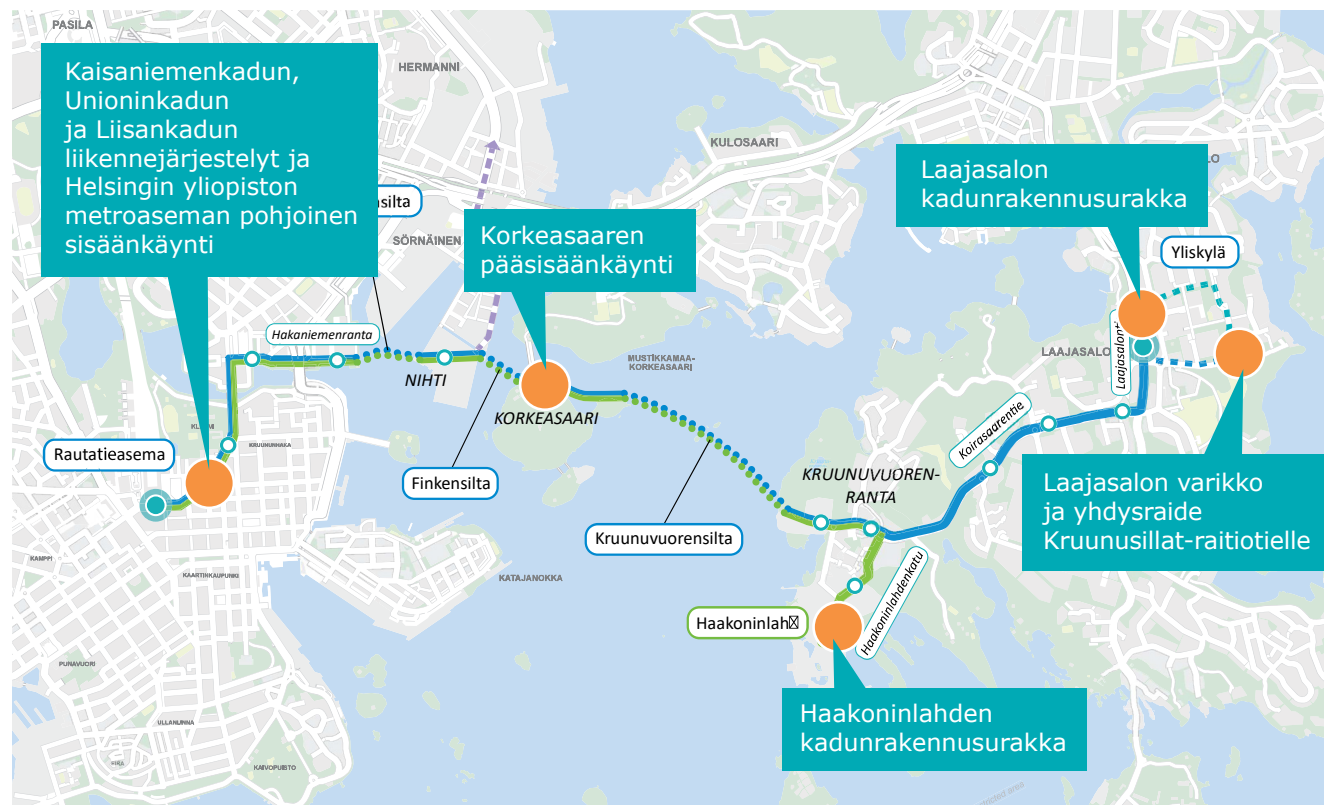 PASILA
Kaisaniemenkadun,
Unioninkadun
ja Liisankadun
liikennejärjestelyt ja
Helsingin yliopiston
metroaseman pohjoinen
sisäänkäynti
HERMANNI
KULOSAARI
Laajasalon
kadunrakennusurakka
SÖRNÄINEN
Korkeasaaren
pääsisäänkäynti
Yliskylä
Hakaniemenranta
NIHTI
MUSTIKKAMAA-
KORKEASAARI
KORKEASAARI
LAAJASALO
Rautatieasema
KRUUNUNHAKA
Finkensilta
Kruunuvuorensilta
KRUUNUVUOREN-
RANTA
Koirasaarentie
Laajasalon varikko
ja yhdysraide
Kruunusillat-raitiotielle
KAMPPI
KAARTINKAUPUNKI
KATAJANOKKA
Haakoninlah
Haakoninlahdenkatu
PUNAVUORI
ULLANLINNA
EIRA
KAIVOPUISTO
Haakoninlahden
kadunrakennusurakka